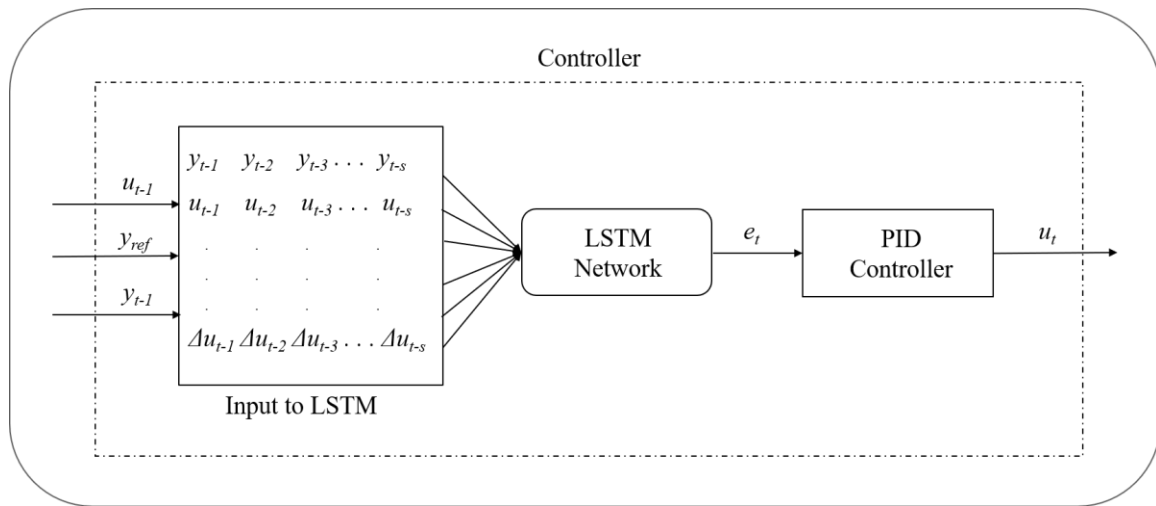 Controller
u_{t-1}
y_{ref}
y_{t-1}
y_{t-1} y_{t-2} y_{t-3} . . . y_{t-s}
u_{t-1} u_{t-2} u_{t-3} . . . u_{t-s}
. . . .
. . . .
. . . .
Δu_{t-1} Δu_{t-2} Δu_{t-3} . . . Δu_{t-s}
Input to LSTM
LSTM
Network
e_t
PID
Controller
u_t